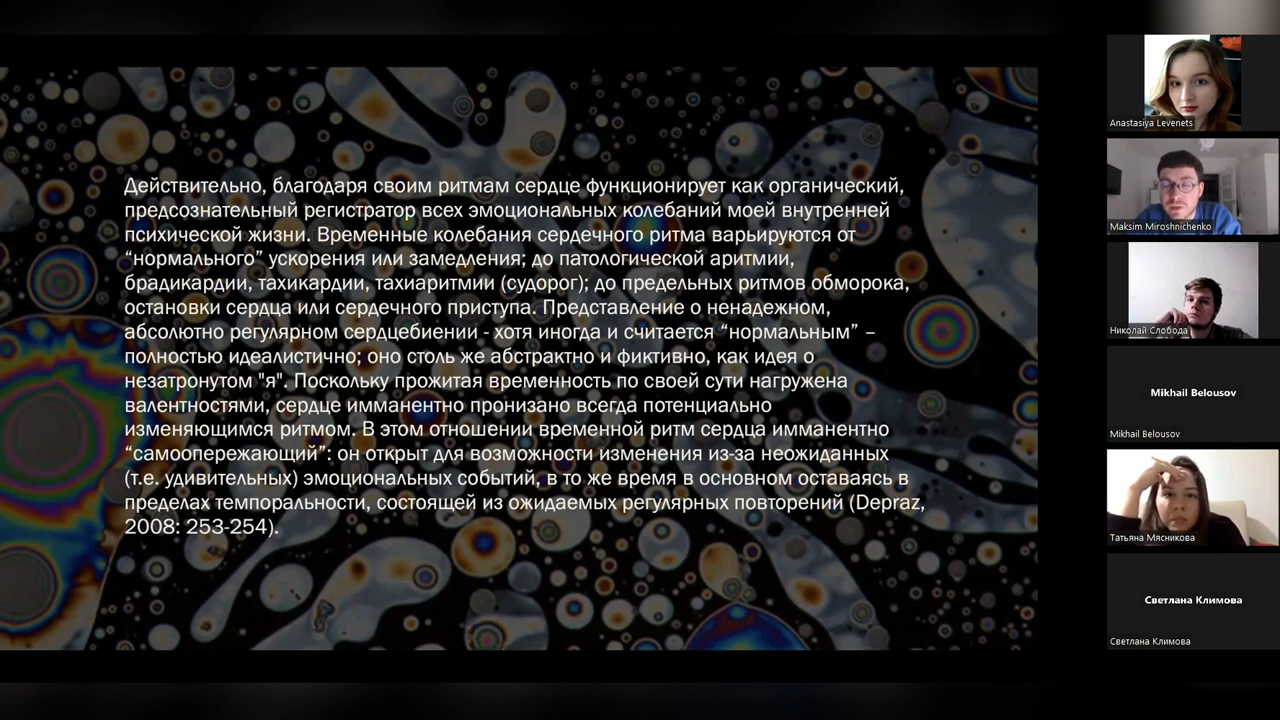 Действительно, благодаря своим ритмам сердце функционирует как органический,
предсознательный регистратор всех эмоциональных колебаний моей внутренней
психической жизни. Временные колебания сердечного ритма варьируются от
“нормального” ускорения или замедления; до патологической аритмии,
брадикардии, тахикардии, тахиаритмии (судорог); до предельных ритмов обморока,
остановки сердца или сердечного приступа. Представление о ненадежном,
абсолютно регулярном сердцебиении - хотя иногда и считается “нормальным” –
полностью идеалистично; оно столь же абстрактно и фиктивно, как идея о
незатронутом "я". Поскольку прожитая временность по своей сути нагружена
валентностями, сердце имманентно пронизано всегда потенциально
изменяющимся ритмом. В этом отношении временной ритм сердца имманентно
“самоопережающий”: он открыт для возможности изменения из-за неожиданных
(т.е. удивительных) эмоциональных событий, в то же время в основном оставаясь в
пределах темпоральности, состоящей из ожидаемых регулярных повторений (Depraz,
2008: 253-254).
Anastasiya Levenets
Maksim Miroshnichenko
Николай Слобода
Mikhail Belousov
Mikhail Belousov
Татьяна Мясникова
Светлана Климова
Светлана Климова